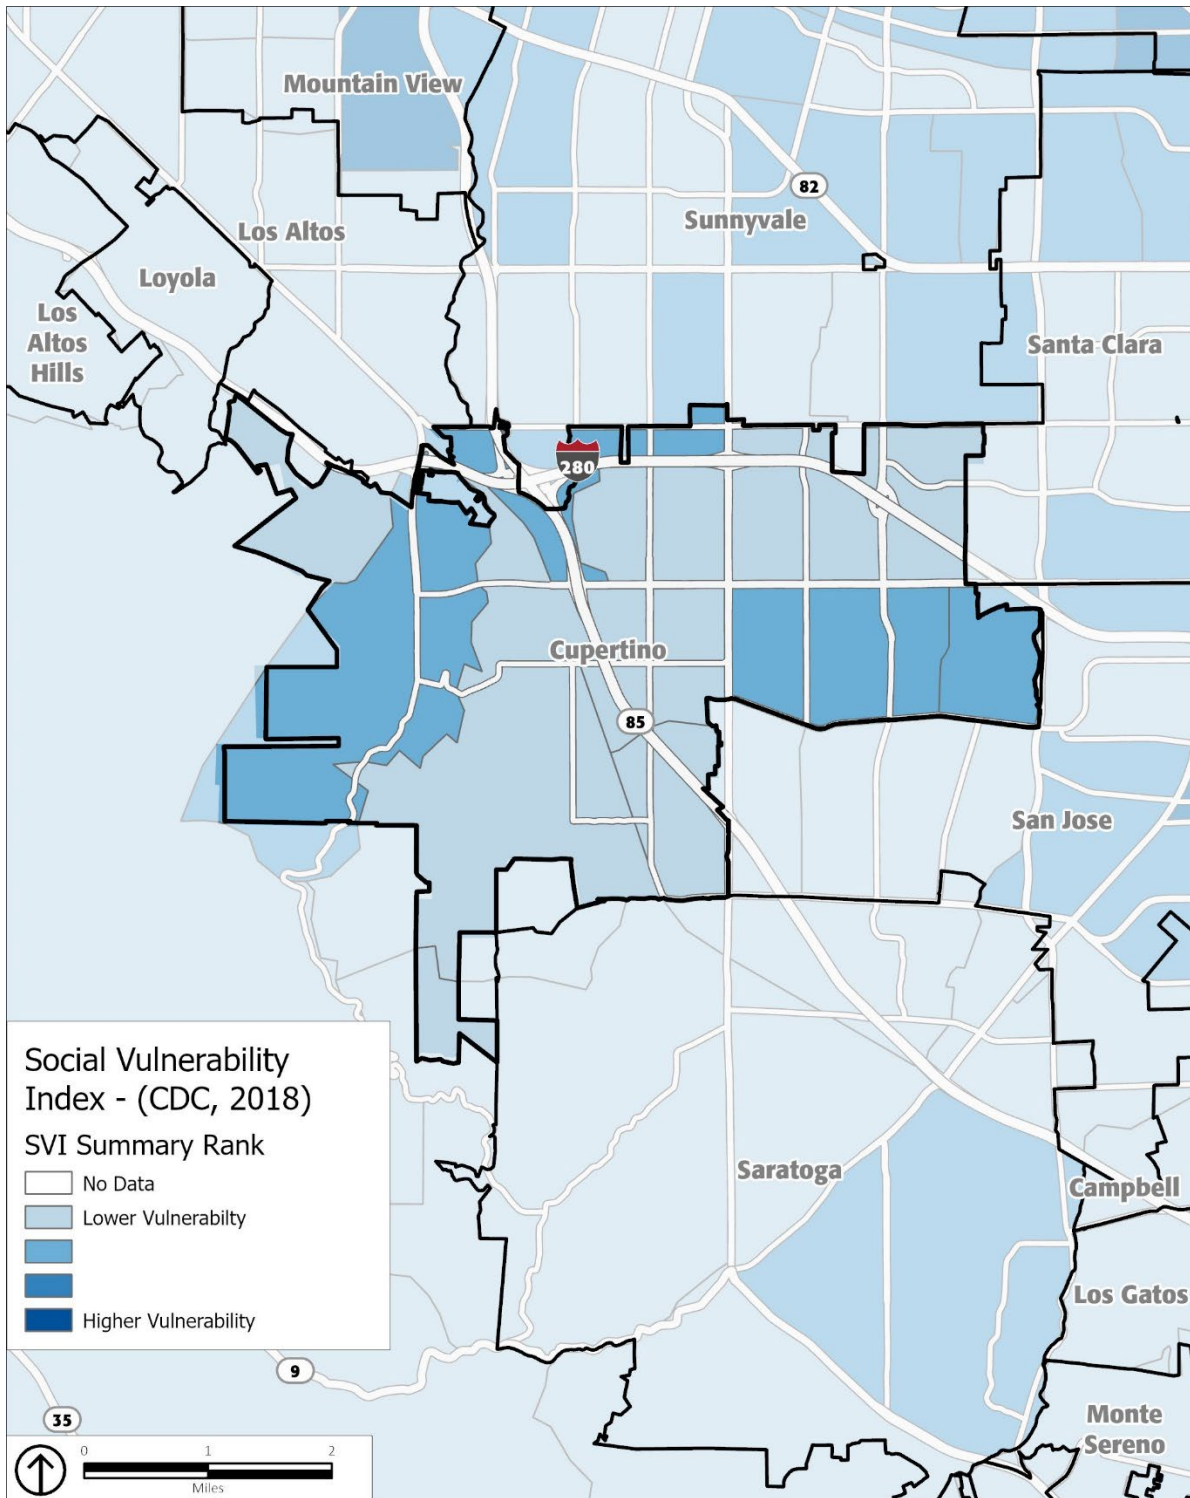 Mountain View
82
Sunnyvale
Los Altos
Loyola
Los
Altos
Hills
Santa Clara
280
Cupertino
85
San Jose
Social Vulnerability
Index - (CDC, 2018)
SVI Summary Rank
No Data
Lower Vulnerabilty
Higher Vulnerability
Saratoga
Campbell
Los Gatos
9
35
Monte
Sereno
0 1 2
Miles